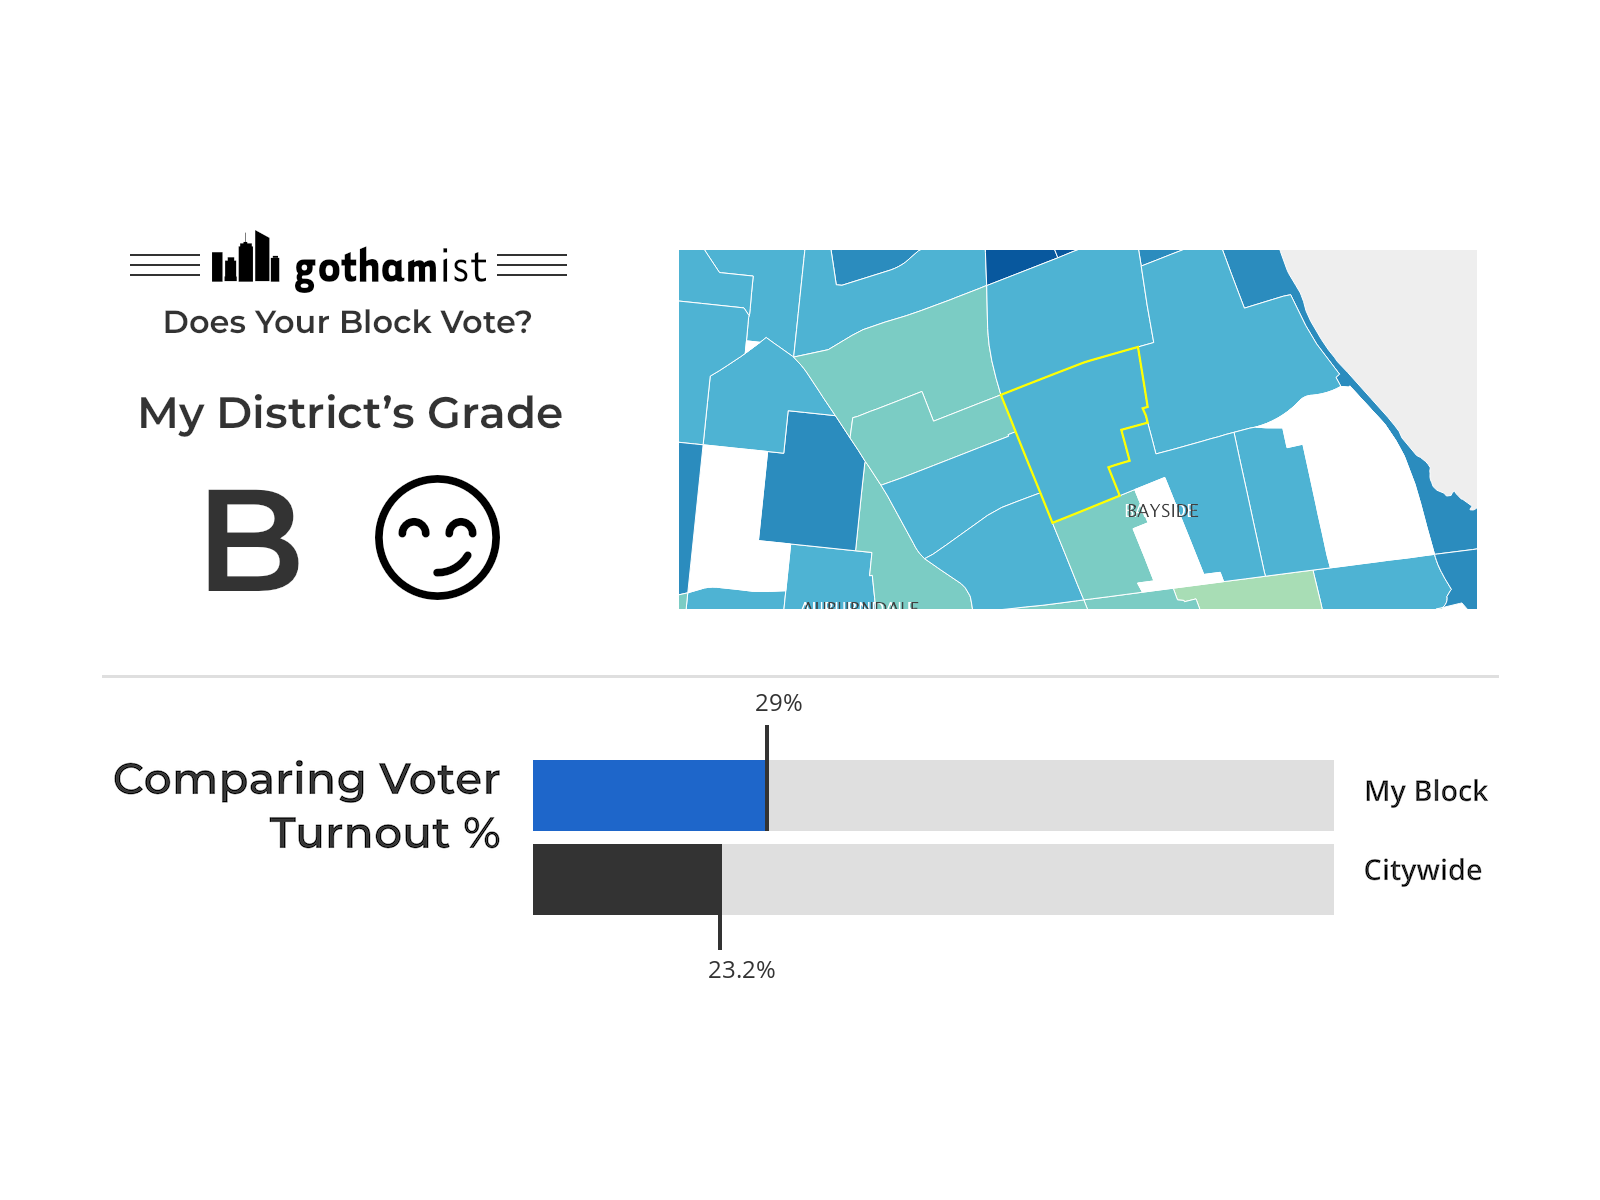 gothamist
Does Your Block Vote?
My District's Grade
B
BAYSIDE
AUBURNDALE
29%
Comparing Voter
Turnout %
My Block
Citywide
23.2%